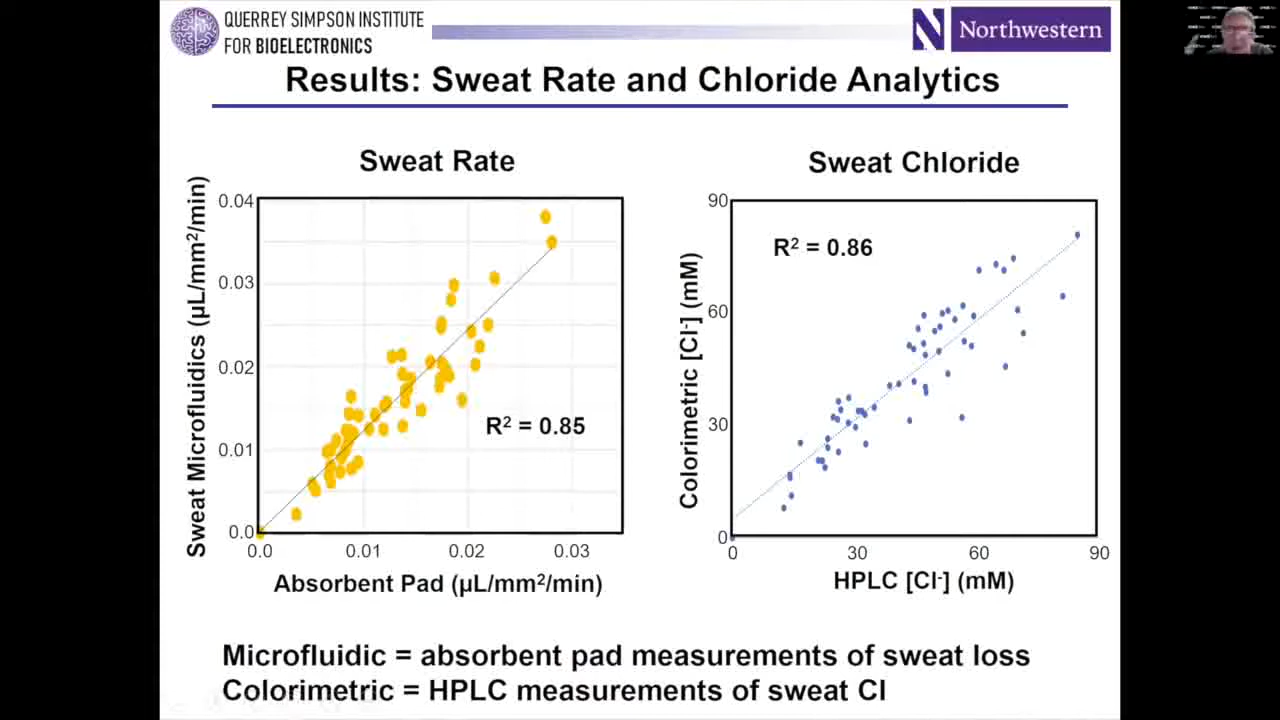 QUERREY SIMPSON INSTITUTE
FOR BIOELECTRONICS
N
Northwestern
Results: Sweat Rate and Chloride Analytics
Sweat Rate
Sweat Microfluidics (µL/mm²/min)
0.04
0.03
0.02
0.01
0.0
R² = 0.85
0.0 0.01 0.02 0.03
Absorbent Pad (µL/mm²/min)
Sweat Chloride
Colorimetric [Cl-] (mM)
90
60
30
0
R² = 0.86
0 30 60 90
HPLC [Cl-] (mM)
Microfluidic = absorbent pad measurements of sweat loss
Colorimetric = HPLC measurements of sweat Cl